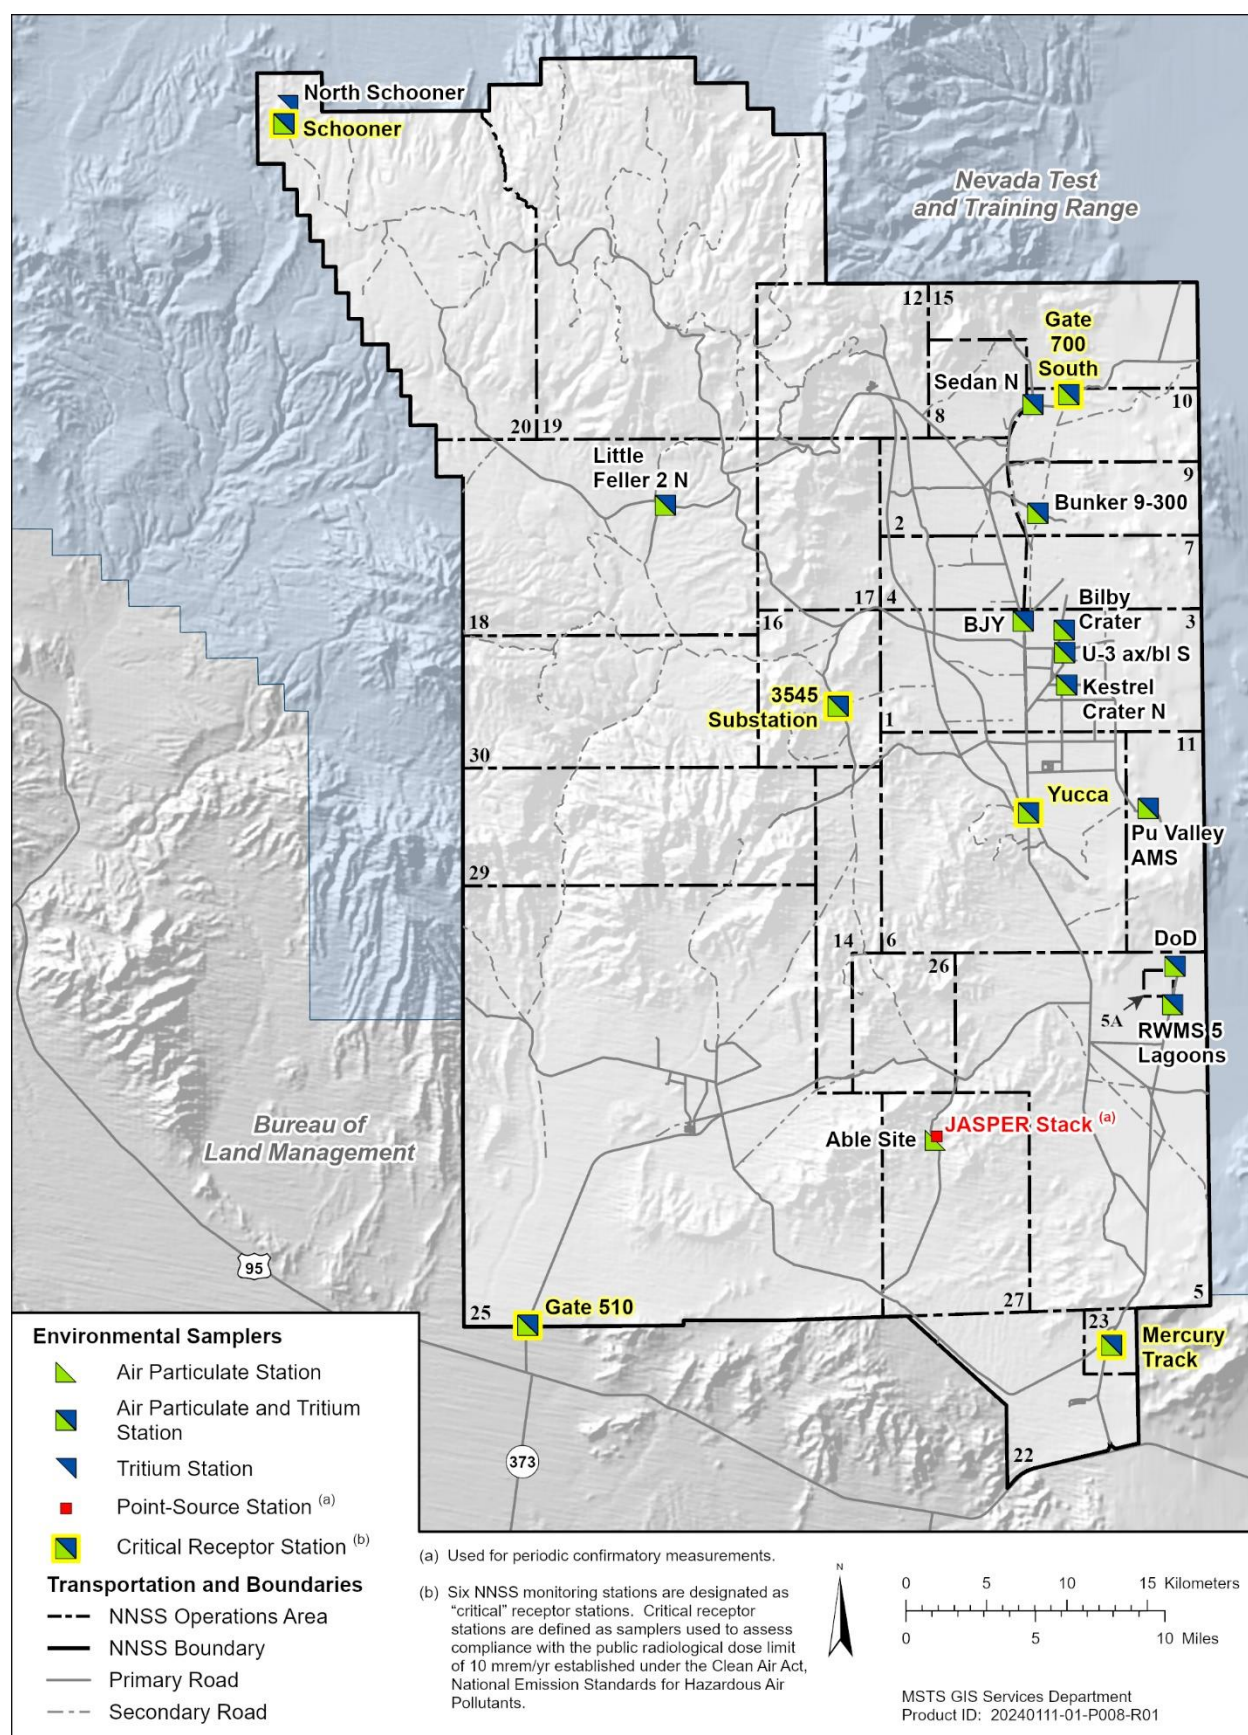 North Schooner
Schooner
Nevada Test
and Training Range
12
15
Gate
700
South
Sedan N
10
20
19
8
Little
Feller 2 N
9
Bunker 9-300
2
7
18
16
17
4
BJY
Bilby
Crater
3
U-3 ax/bl S
Kestrel
Crater N
3545
Substation
1
11
30
Yucca
Pu Valley
AMS
29
14
6
26
DoD
5A
RWMS 5
Lagoons
Bureau of
Land Management
Able Site
JASPER Stack (a)
95
25
Gate 510
27
5
23
Mercury
Track
22
373
Environmental Samplers
Air Particulate Station
Air Particulate and Tritium
Station
Tritium Station
Point-Source Station (a)
Critical Receptor Station (b)
Transportation and Boundaries
NNSS Operations Area
NNSS Boundary
Primary Road
Secondary Road
(a) Used for periodic confirmatory measurements.
(b) Six NNSS monitoring stations are designated as
“critical” receptor stations. Critical receptor
stations are defined as samplers used to assess
compliance with the public radiological dose limit
of 10 mrem/yr established under the Clean Air Act,
National Emission Standards for Hazardous Air
Pollutants.
N
0 5 10 15 Kilometers
0 5 10 Miles
MSTS GIS Services Department
Product ID: 20240111-01-P008-R01